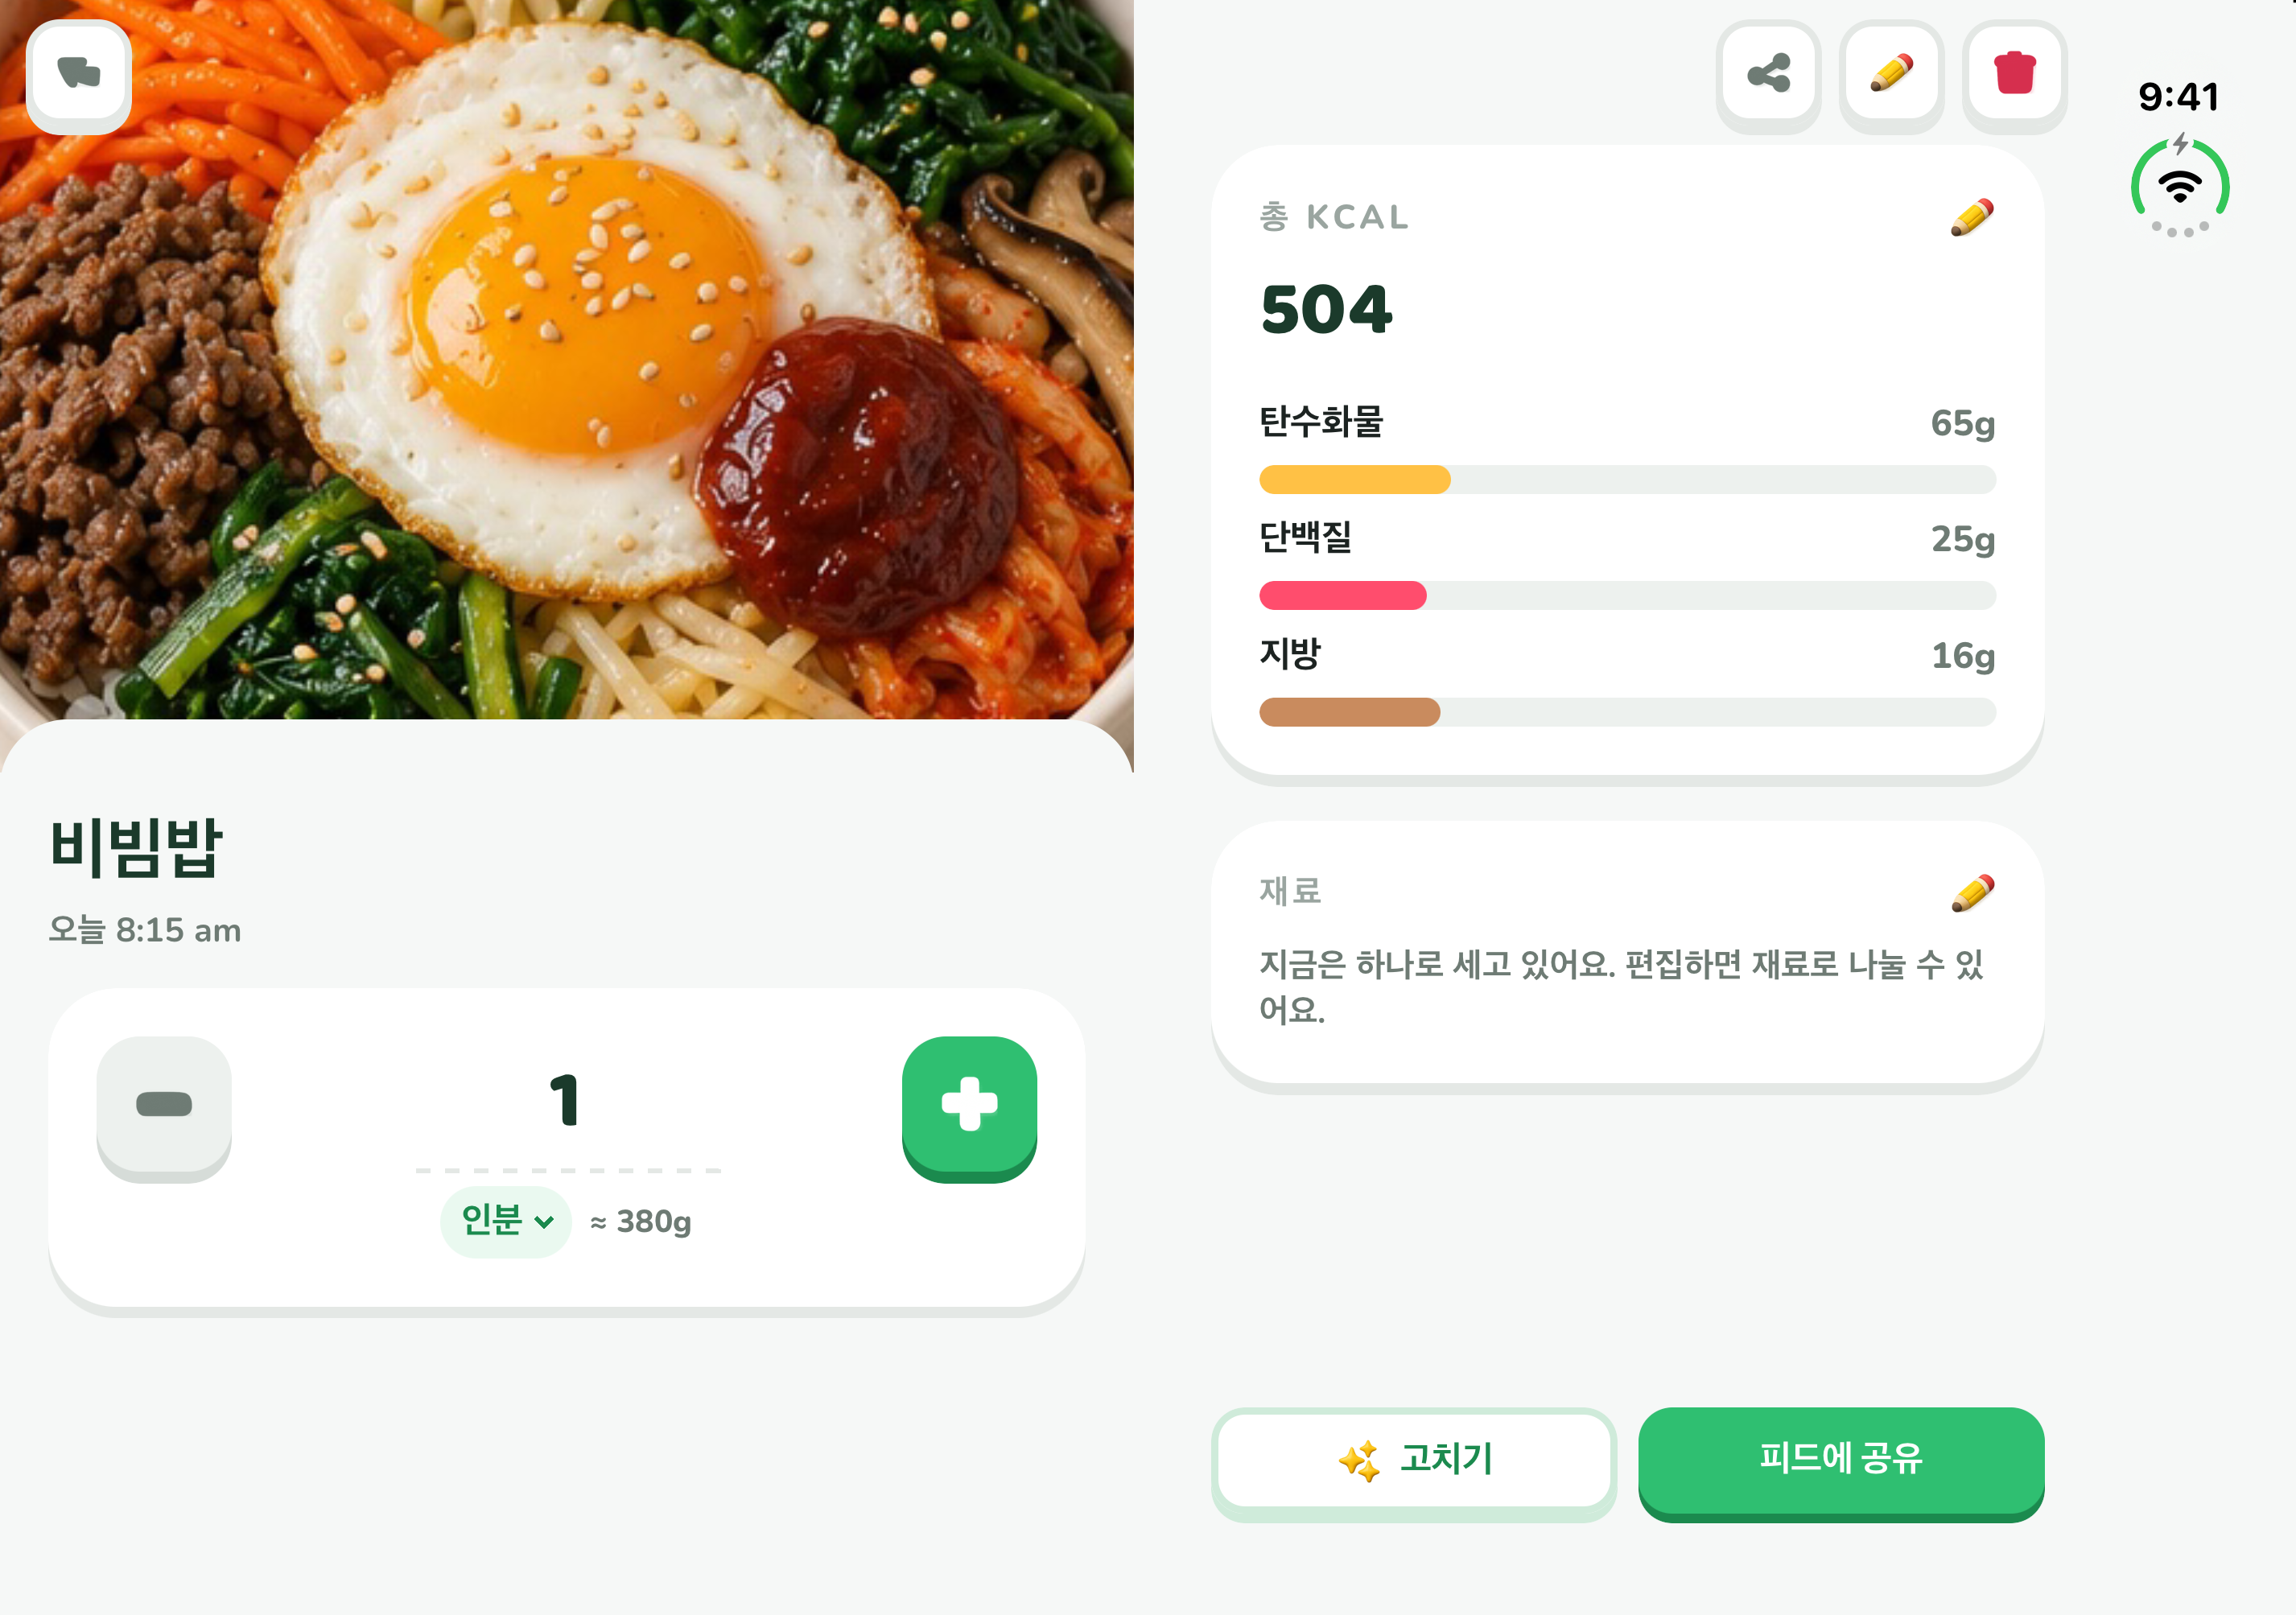 비빔밥
오늘 8:15 am
1
인분
≈ 380g
9:41
총 KCAL
504
탄수화물 65g
단백질 25g
지방 16g
재료
지금은 하나로 세고 있어요. 편집하면 재료로 나눌 수 있
어요.
고치기
피드에 공유